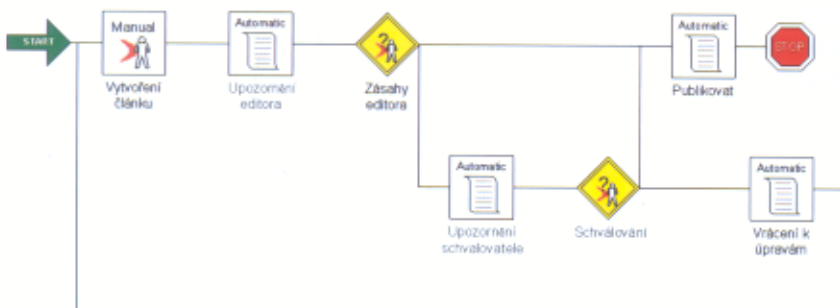 START
Manual
Vytvoření
článku
Automatic
Upozornění
editora
Zásahy
editora
Automatic
Publikovat
STOP
Automatic
Upozornění
schvalovatele
Schvalování
Automatic
Vrácení k
úpravám